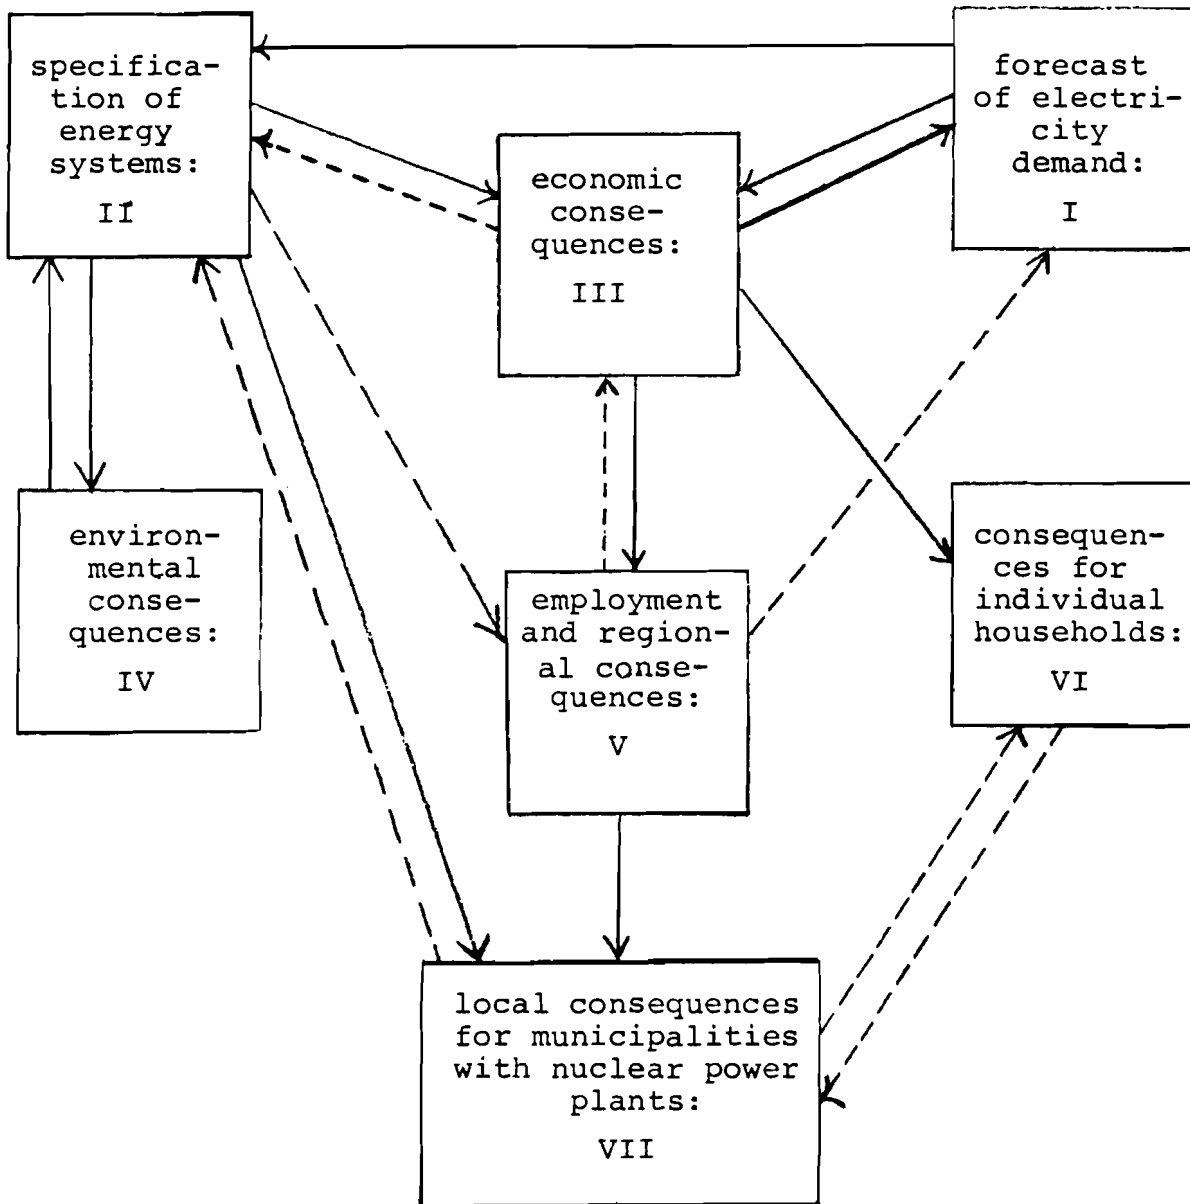 specifica-
tion of
energy
systems:
II
forecast
of electri-
city
demand:
I
economic
conse-
quences:
III
environ-
mental
conse-
quences:
IV
employment
and region-
al conse-
quences:
V
consequen-
ces for
individual
households:
VI
local consequences
for municipalities
with nuclear power
plants:
VII